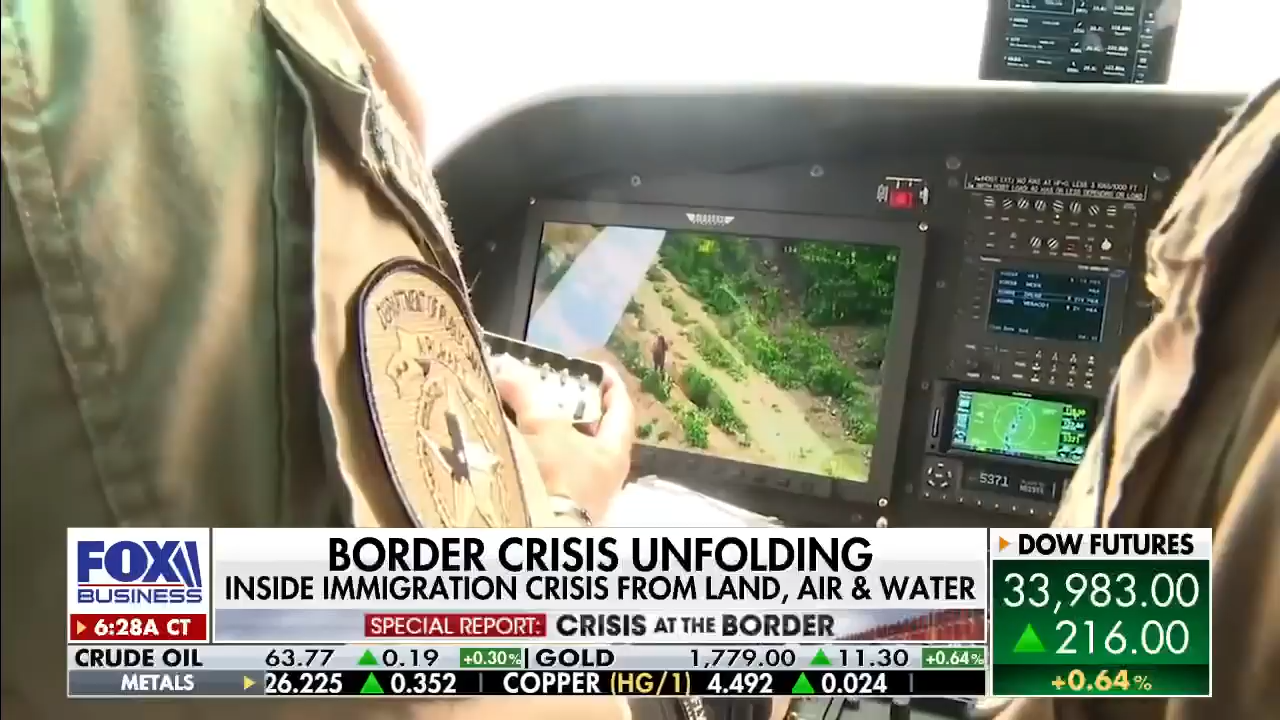 5371
FOX
BUSINESS
6:28A CT
BORDER CRISIS UNFOLDING
INSIDE IMMIGRATION CRISIS FROM LAND, AIR & WATER
SPECIAL REPORT: CRISIS AT THE BORDER
DOW FUTURES
33,983.00
216.00
+0.64%
CRUDE OIL 63.77 0.19 +0.30% GOLD 1,779.00 11.30 +0.64%
METALS 26.225 0.352 COPPER (HG/1) 4.492 0.024